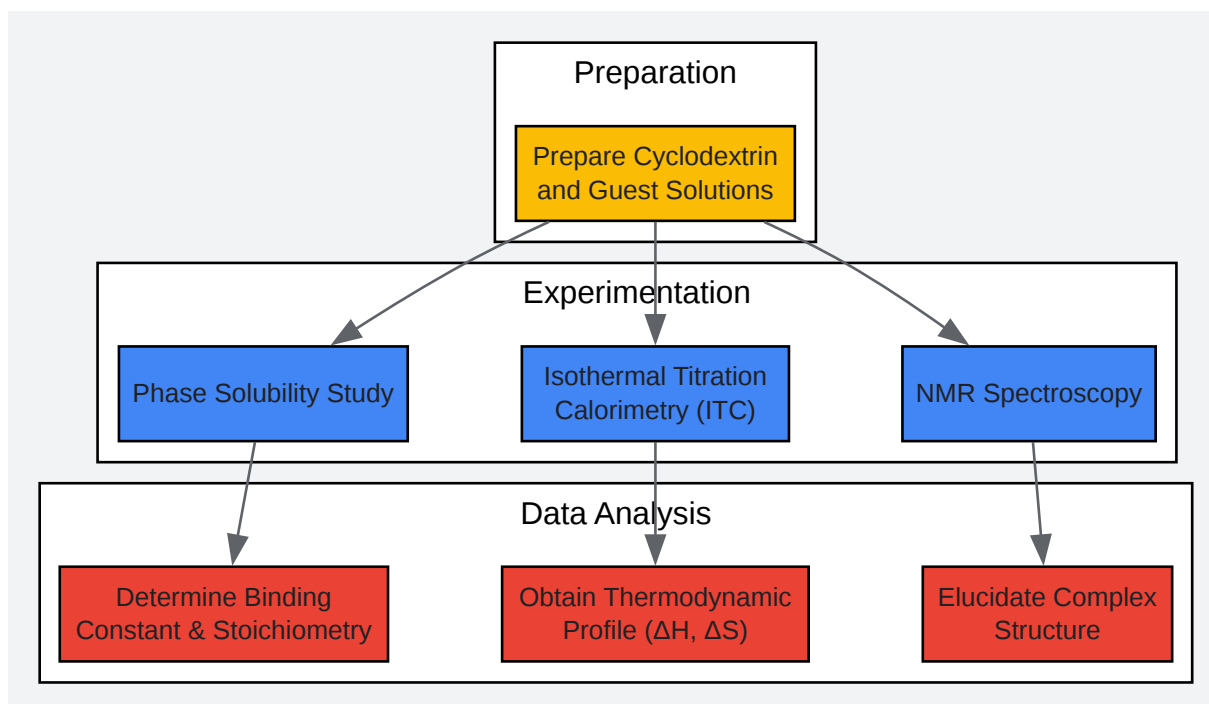 Preparation
Prepare Cyclodextrin
and Guest Solutions
Experimentation
Phase Solubility Study
Isothermal Titration
Calorimetry (ITC)
NMR Spectroscopy
Data Analysis
Determine Binding
Constant & Stoichiometry
Obtain Thermodynamic
Profile (ΔH, ΔS)
Elucidate Complex
Structure